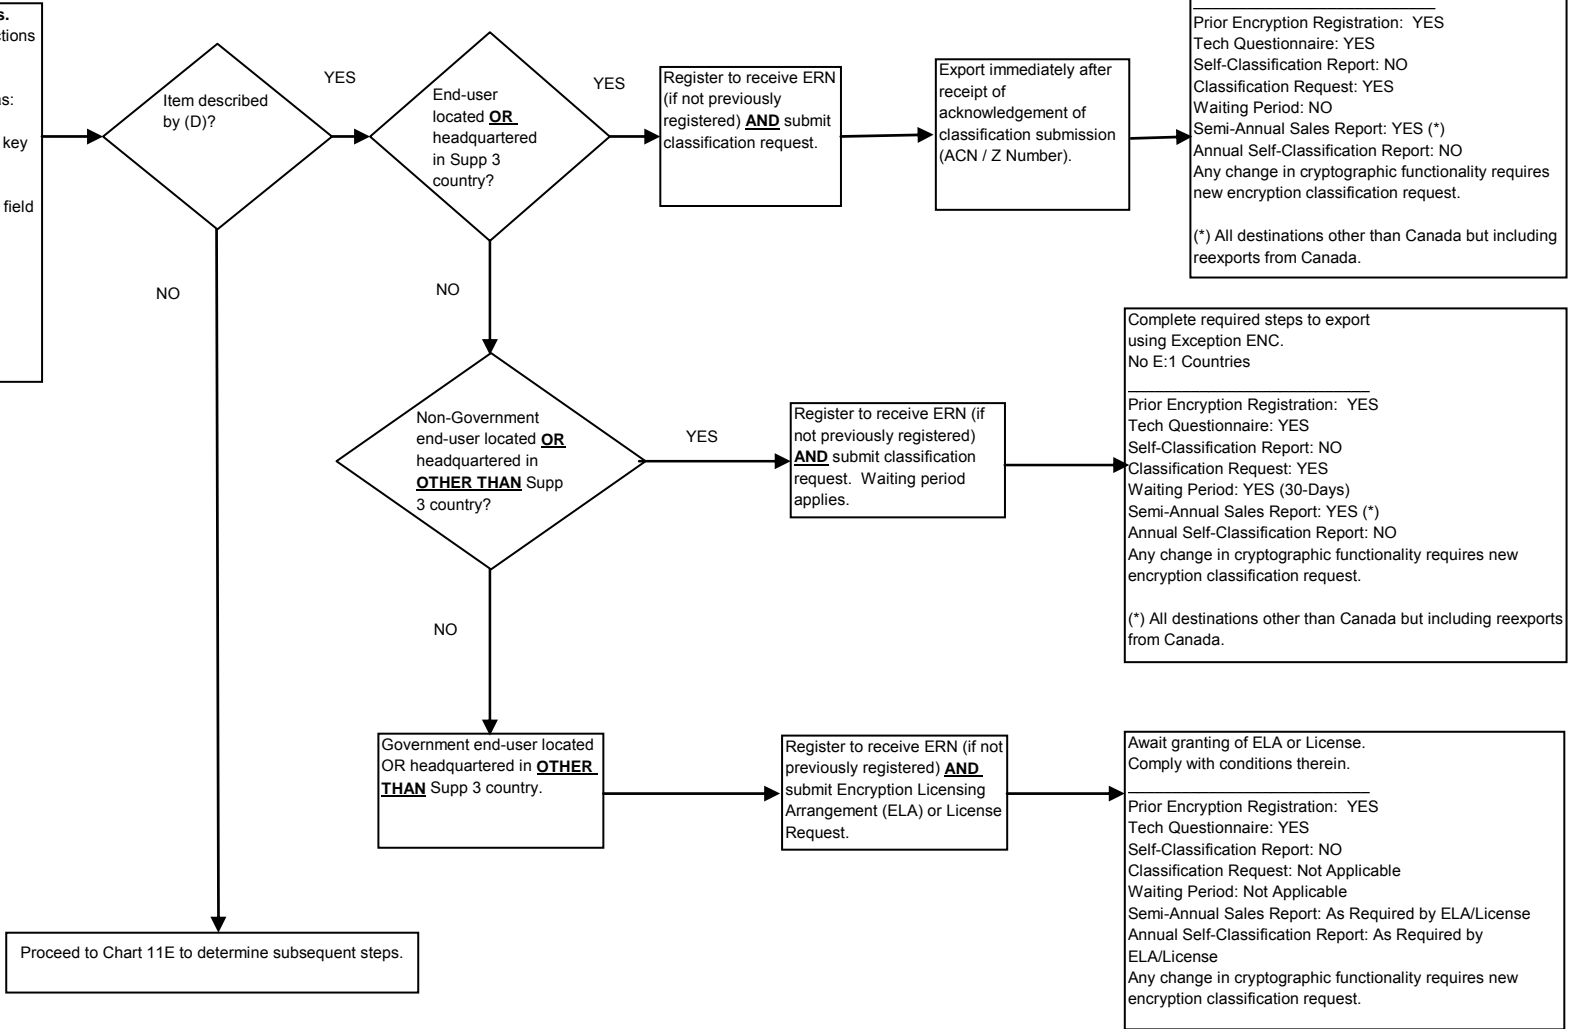 s.
ctions
as:
key
field
Item described
by (D)?
YES
NO
End-user
located OR
headquartered
in Supp 3
country?
YES
NO
Register to receive ERN
(if not previously
registered) AND submit
classification request.
Export immediately after
receipt of
acknowledgement of
classification submission
(ACN / Z Number).
Prior Encryption Registration: YES
Tech Questionnaire: YES
Self-Classification Report: NO
Classification Request: YES
Waiting Period: NO
Semi-Annual Sales Report: YES (*)
Annual Self-Classification Report: NO
Any change in cryptographic functionality requires
new encryption classification request.
(*) All destinations other than Canada but including
reexports from Canada.
Non-Government
end-user located OR
headquartered in
OTHER THAN Supp
3 country?
YES
NO
Register to receive ERN (if
not previously registered)
AND submit classification
request. Waiting period
applies.
Complete required steps to export
using Exception ENC.
No E:1 Countries
Prior Encryption Registration: YES
Tech Questionnaire: YES
Self-Classification Report: NO
Classification Request: YES
Waiting Period: YES (30-Days)
Semi-Annual Sales Report: YES (*)
Annual Self-Classification Report: NO
Any change in cryptographic functionality requires new
encryption classification request.
(*) All destinations other than Canada but including reexports
from Canada.
Government end-user located
OR headquartered in OTHER
THAN Supp 3 country.
Register to receive ERN (if not
previously registered) AND
submit Encryption Licensing
Arrangement (ELA) or License
Request.
Await granting of ELA or License.
Comply with conditions therein.
Prior Encryption Registration: YES
Tech Questionnaire: YES
Self-Classification Report: NO
Classification Request: Not Applicable
Waiting Period: Not Applicable
Semi-Annual Sales Report: As Required by ELA/License
Annual Self-Classification Report: As Required by
ELA/License
Any change in cryptographic functionality requires new
encryption classification request.
Proceed to Chart 11E to determine subsequent steps.